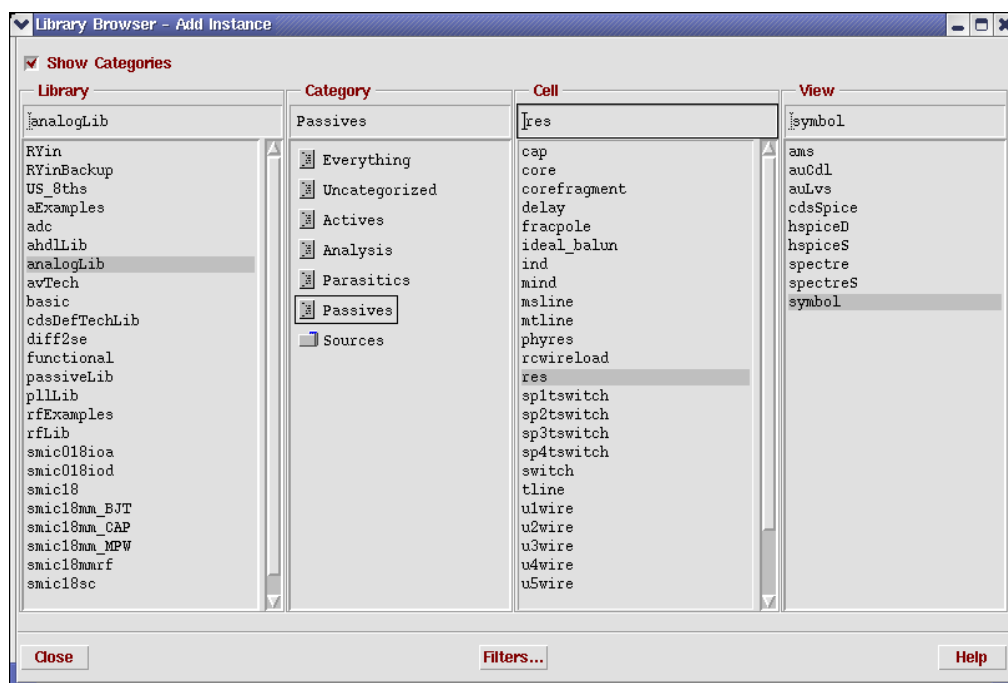 Library Browser - Add Instance
Show Categories
Library
analogLib
RYin
RYinBackup
US_8ths
aExamples
adc
ahdlLib
analogLib
avTech
basic
cdsDefTechLib
diff2se
functional
passiveLib
pllLib
rfExamples
rfLib
smic018ioa
smic018iod
smic18
smic18mm_BJT
smic18mm_CAP
smic18mm_MPW
smic18mmrf
smic18sc
Category
Passives
Everything
Uncategorized
Actives
Analysis
Parasitics
Passives
Sources
Cell
res
cap
core
corefragment
delay
fracpole
ideal_balun
ind
mind
msline
mtline
phyres
rcwireload
res
sp1tswitch
sp2tswitch
sp3tswitch
sp4tswitch
switch
tline
u1wire
u2wire
u3wire
u4wire
u5wire
View
symbol
ams
auCdl
auLvs
cdsSpice
hspiceD
hspiceS
spectre
spectreS
symbol
Close
Filters...
Help